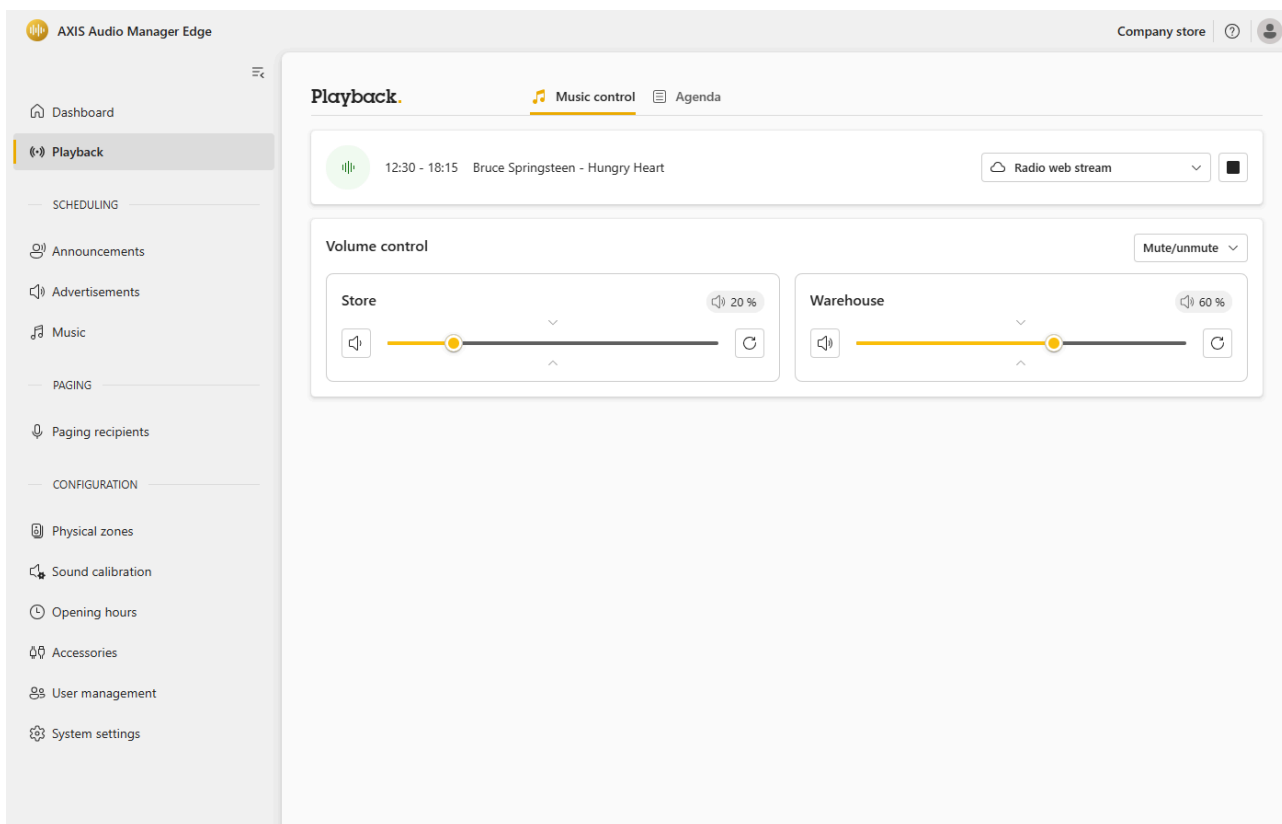 AXIS Audio Manager Edge
Company store
Dashboard
Playback
SCHEDULING
Announcements
Advertisements
Music
PAGING
Paging recipients
CONFIGURATION
Physical zones
Sound calibration
Opening hours
Accessories
User management
System settings
Playback.
Music control
Agenda
12:30 - 18:15 Bruce Springsteen - Hungry Heart
Radio web stream
Volume control
Mute/unmute
Store
20 %
Warehouse
60 %